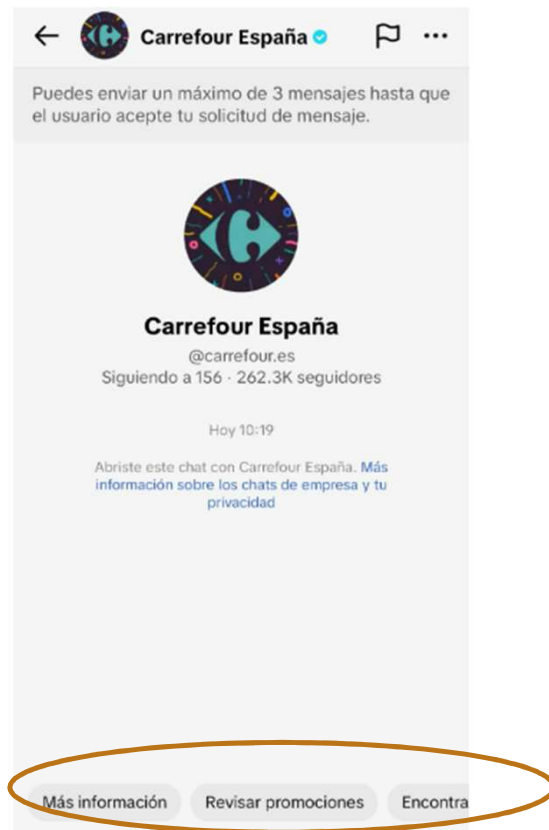 Carrefour España
Puedes enviar un máximo de 3 mensajes hasta que
el usuario acepte tu solicitud de mensaje.
Carrefour España
@carrefour.es
Siguiendo a 156 · 262.3K seguidores
Hoy 10:19
Abriste este chat con Carrefour España. Más
información sobre los chats de empresa y tu
privacidad
Más información Revisar promociones Encontra